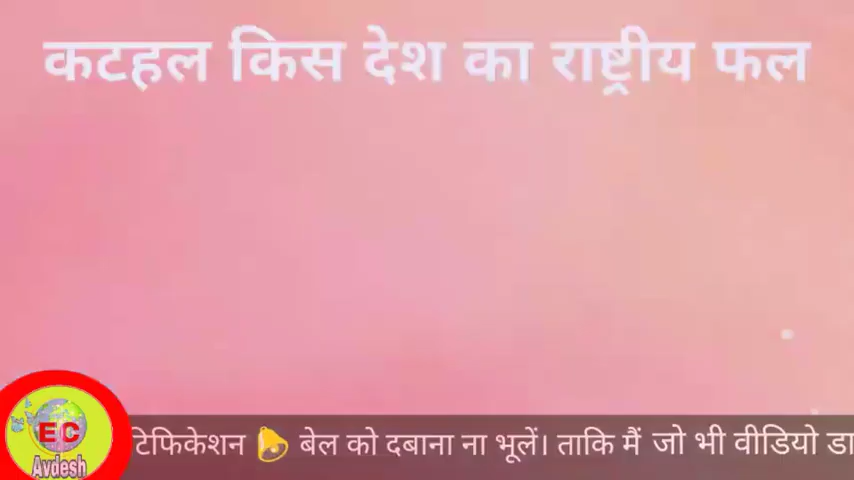 कटहल किस देश का राष्ट्रीय फल
EC
Avdesh
टिफिकेशन 🔔 बेल को दबाना ना भूलें। ताकि मैं जो भी वीडियो डा